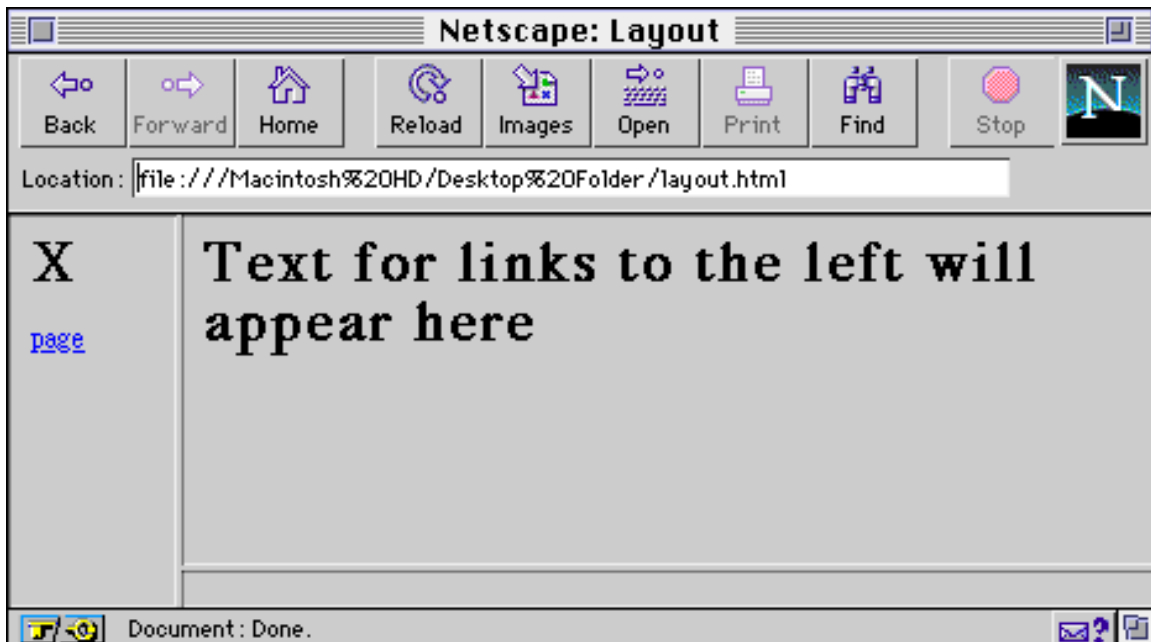 Netscape: Layout
Back Forward Home Reload Images Open Print Find Stop N
Location: file:///Macintosh%20HD/Desktop%20Folder/layout.html
X
page
Text for links to the left will
appear here
Document: Done.
?